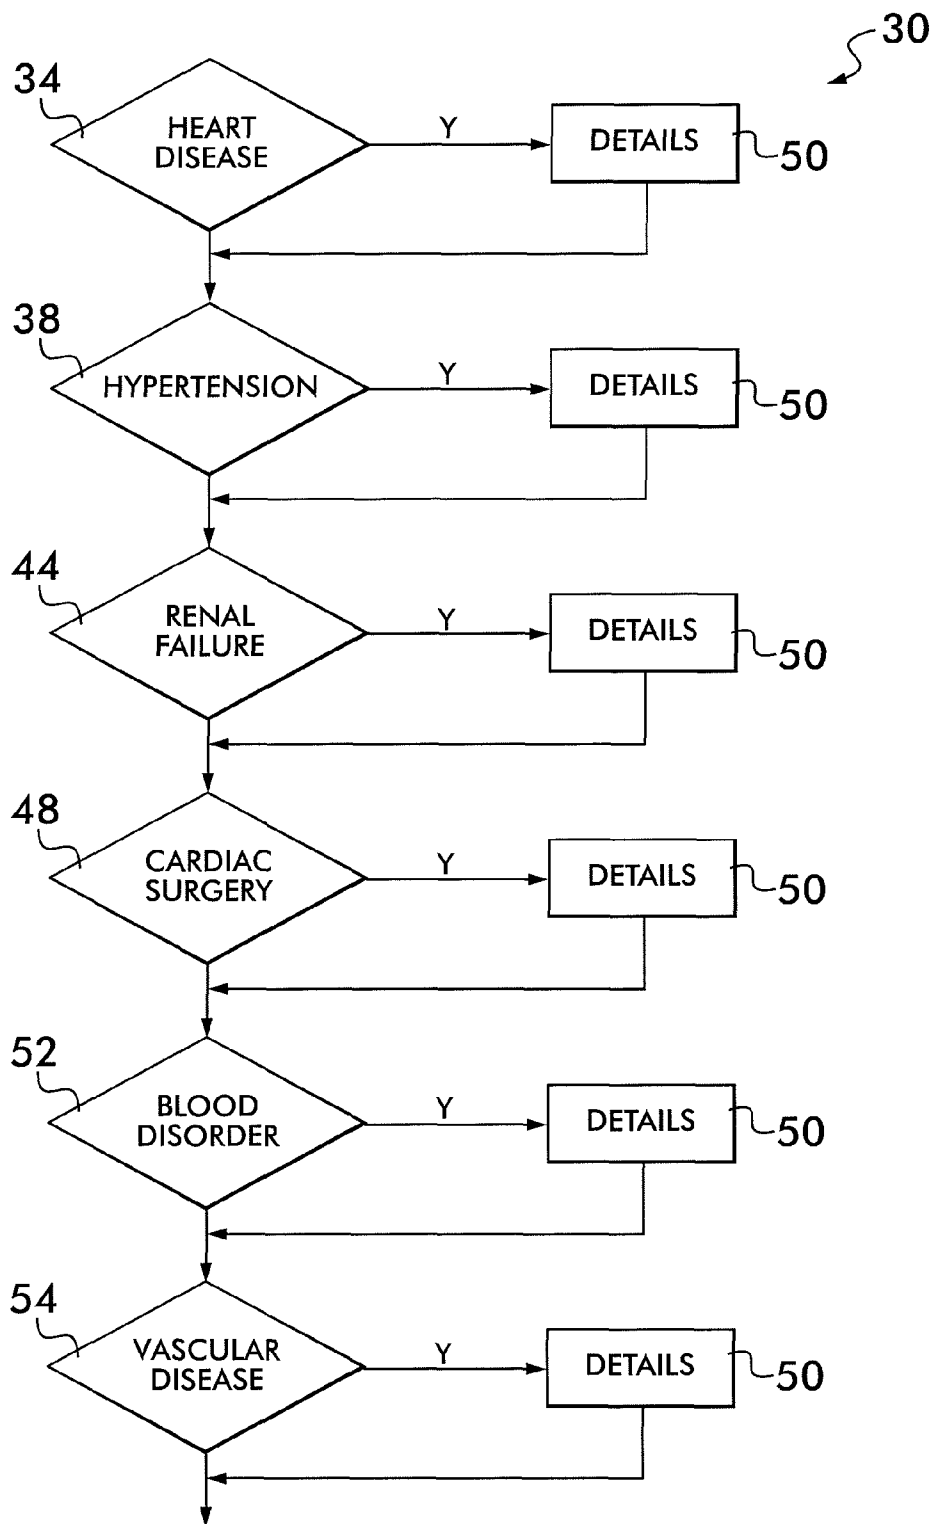 30
34
HEART
DISEASE
Y
DETAILS
50
38
HYPERTENSION
Y
DETAILS
50
44
RENAL
FAILURE
Y
DETAILS
50
48
CARDIAC
SURGERY
Y
DETAILS
50
52
BLOOD
DISORDER
Y
DETAILS
50
54
VASCULAR
DISEASE
Y
DETAILS
50